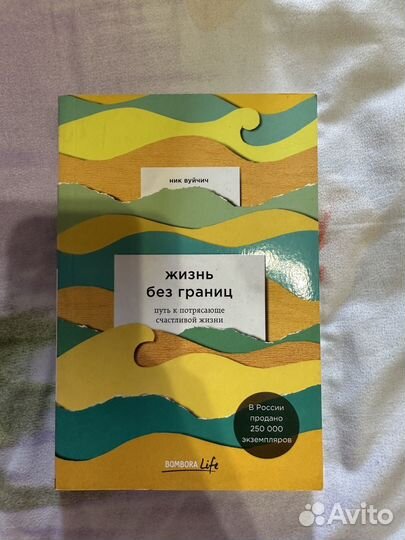 ник вуйчич
жизнь
без границ
путь к потрясающе
счастливой жизни
В России
продано
250 000
экземпляров
BOMBORA Life
Avito